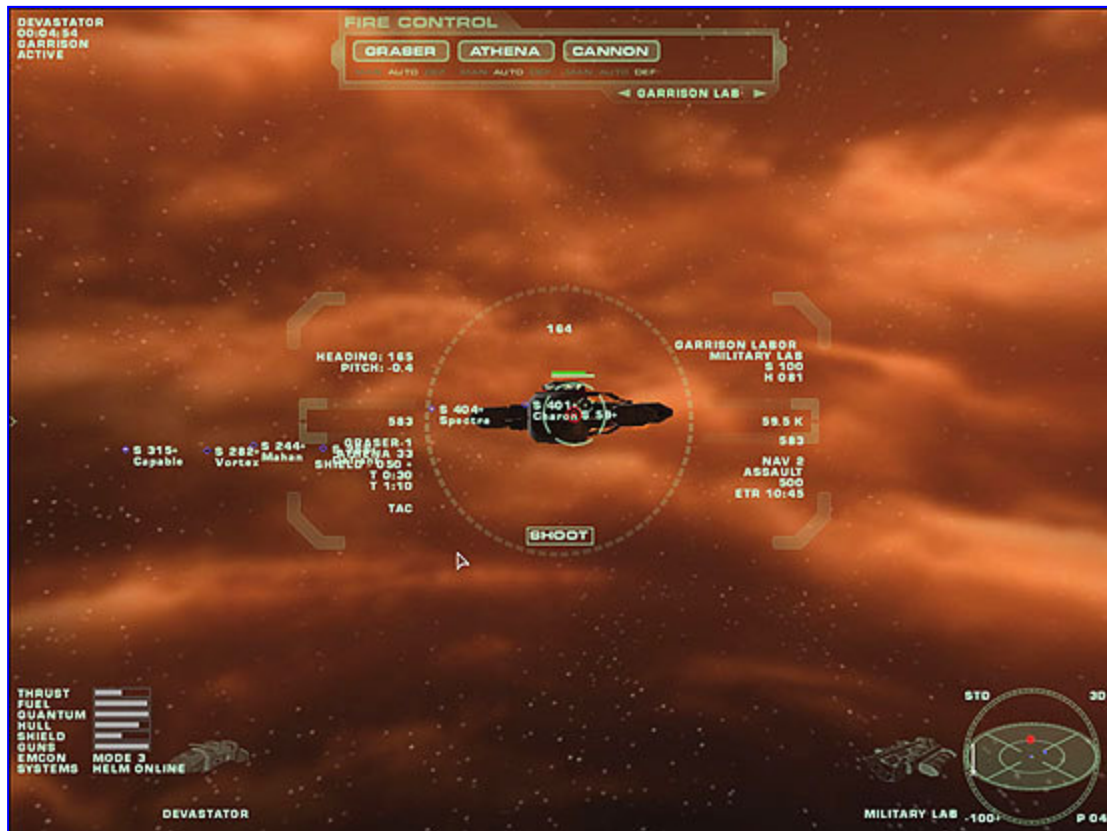 DEVASTATOR
00:04:54
GARRISON
ACTIVE
FIRE CONTROL
GRASER ATHENA CANNON
AUTO DEF MAN AUTO DEF MAN AUTO DEF
GARRISON LAB
164
HEADING: 165
PITCH: -0.4
GARRISON LABOR
MILITARY LAB
S 100
H 081
S 404
Spectre
S 401
Charon
583
59.5 K
583
S 315
Capable
S 282
Vortex
S 244
Mahan
GRASER-1
ATHENA 33
SHIELD
050
T 0:30
T 1:10
TAC
NAV 2
ASSAULT
500
ETR 10:45
SHOOT
THRUST
FUEL
QUANTUM
HULL
SHIELD
GUNS
EMCON MODE 3
SYSTEMS HELM ONLINE
DEVASTATOR
STD 3D
MILITARY LAB -100+ P 04